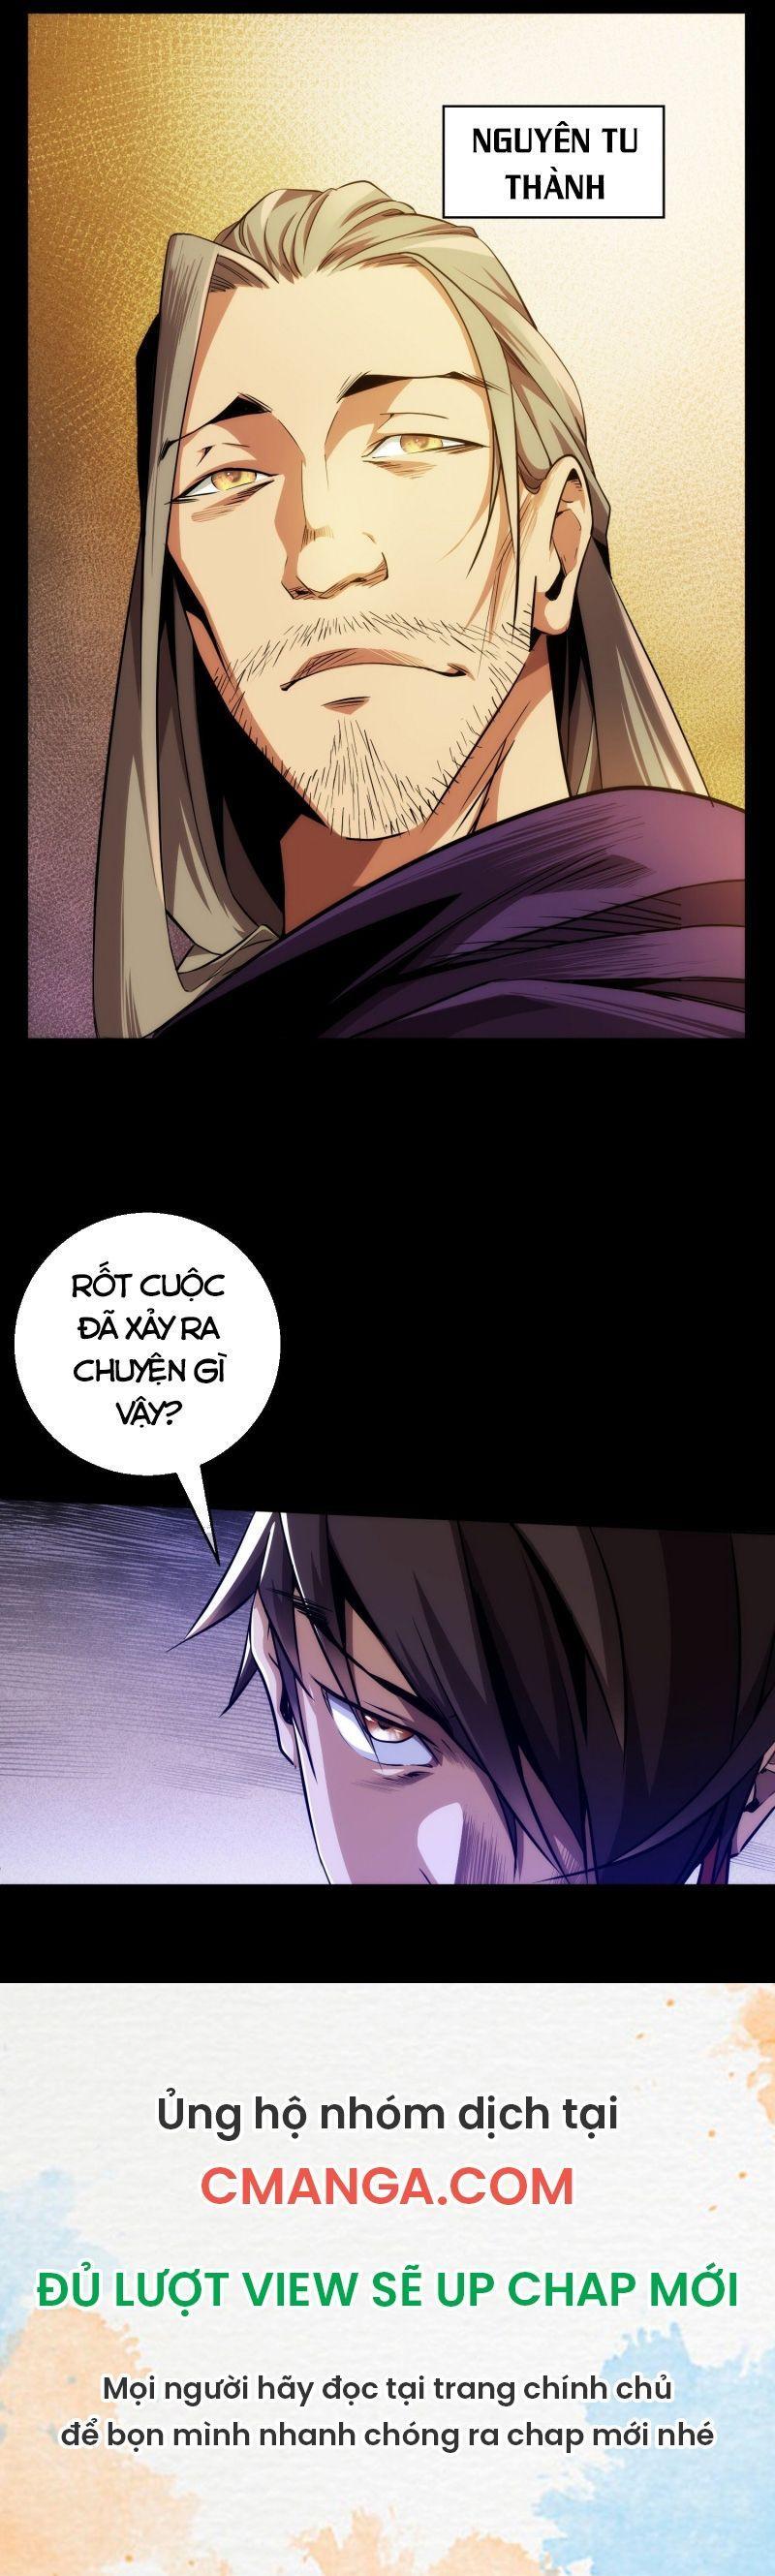 NGUYÊN TU
THÀNH
RỐT CUỘC
ĐÃ XẢY RA
CHUYỆN GÌ
VẬY?
Ủng hộ nhóm dịch tại
CMANGA.COM
ĐỦ LƯỢT VIEW SẼ UP CHAP MỚI
Mọi người hãy đọc tại trang chính chủ
để bọn mình nhanh chóng ra chap mới nhé